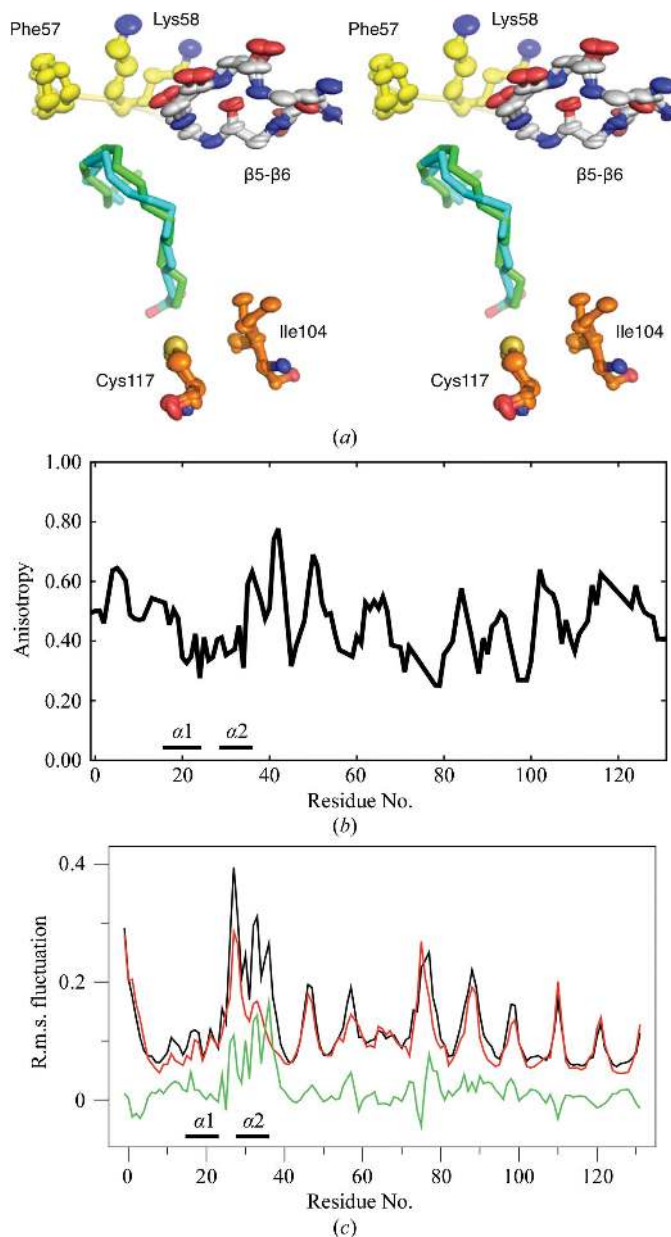 Phe57 Lys58 Phe57 Lys58
β5-β6 β5-β6
Ile104 Ile104
Cys117 Cys117
(a)
1.00
0.80
0.60
0.40
0.20
0.00
Anisotropy
α1 α2
0 20 40 60 80 100 120
Residue No.
(b)
0.4
0.2
0
R.m.s. fluctuation
α1 α2
0 20 40 60 80 100 120
Residue No.
(c)